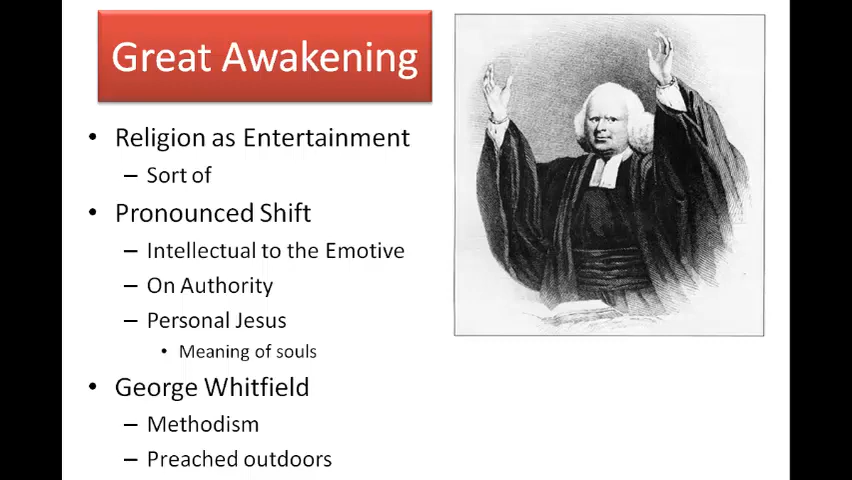 Great Awakening
• Religion as Entertainment
– Sort of
• Pronounced Shift
– Intellectual to the Emotive
– On Authority
– Personal Jesus
• Meaning of souls
• George Whitfield
– Methodism
– Preached outdoors